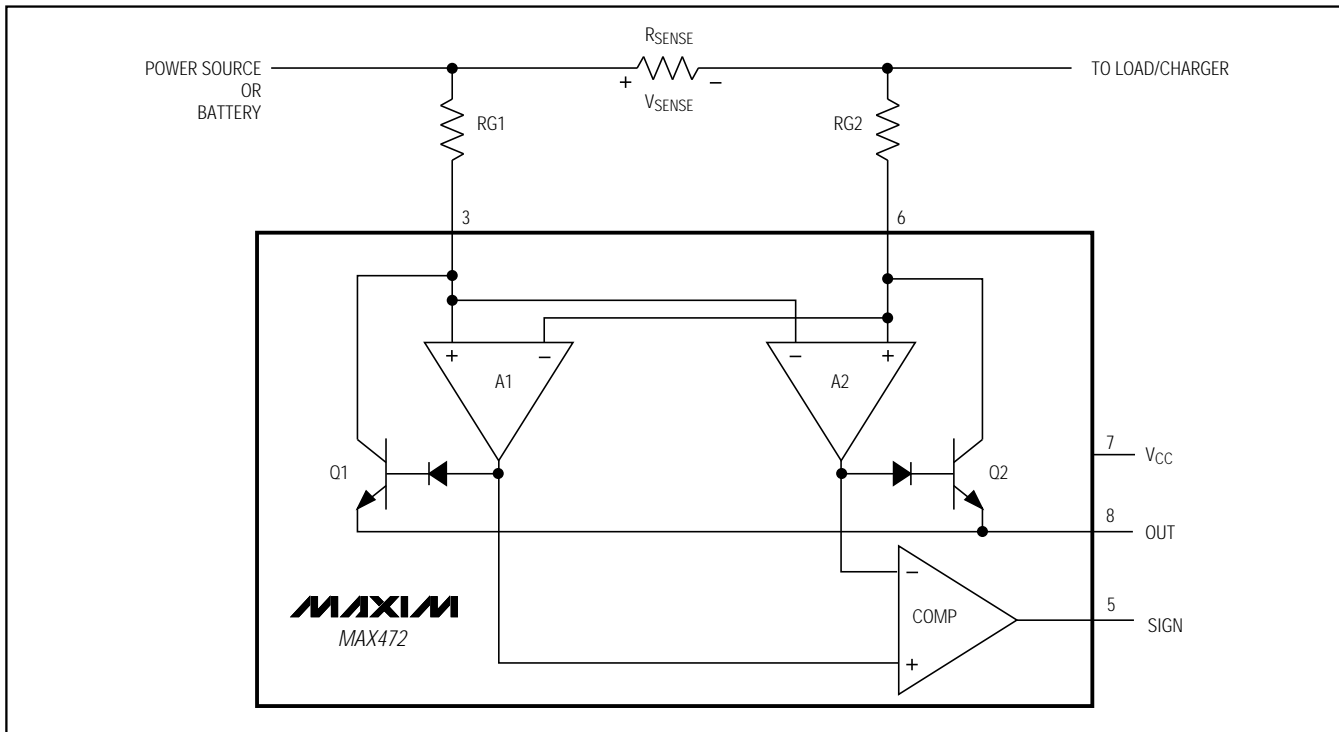 RSENSE
POWER SOURCE
OR
BATTERY
+
VSENSE
−
TO LOAD/CHARGER
RG1
RG2
3
6
+
−
A1
−
+
A2
Q1
Q2
7
VCC
8
OUT
−
COMP
+
5
SIGN
MAXIM
MAX472